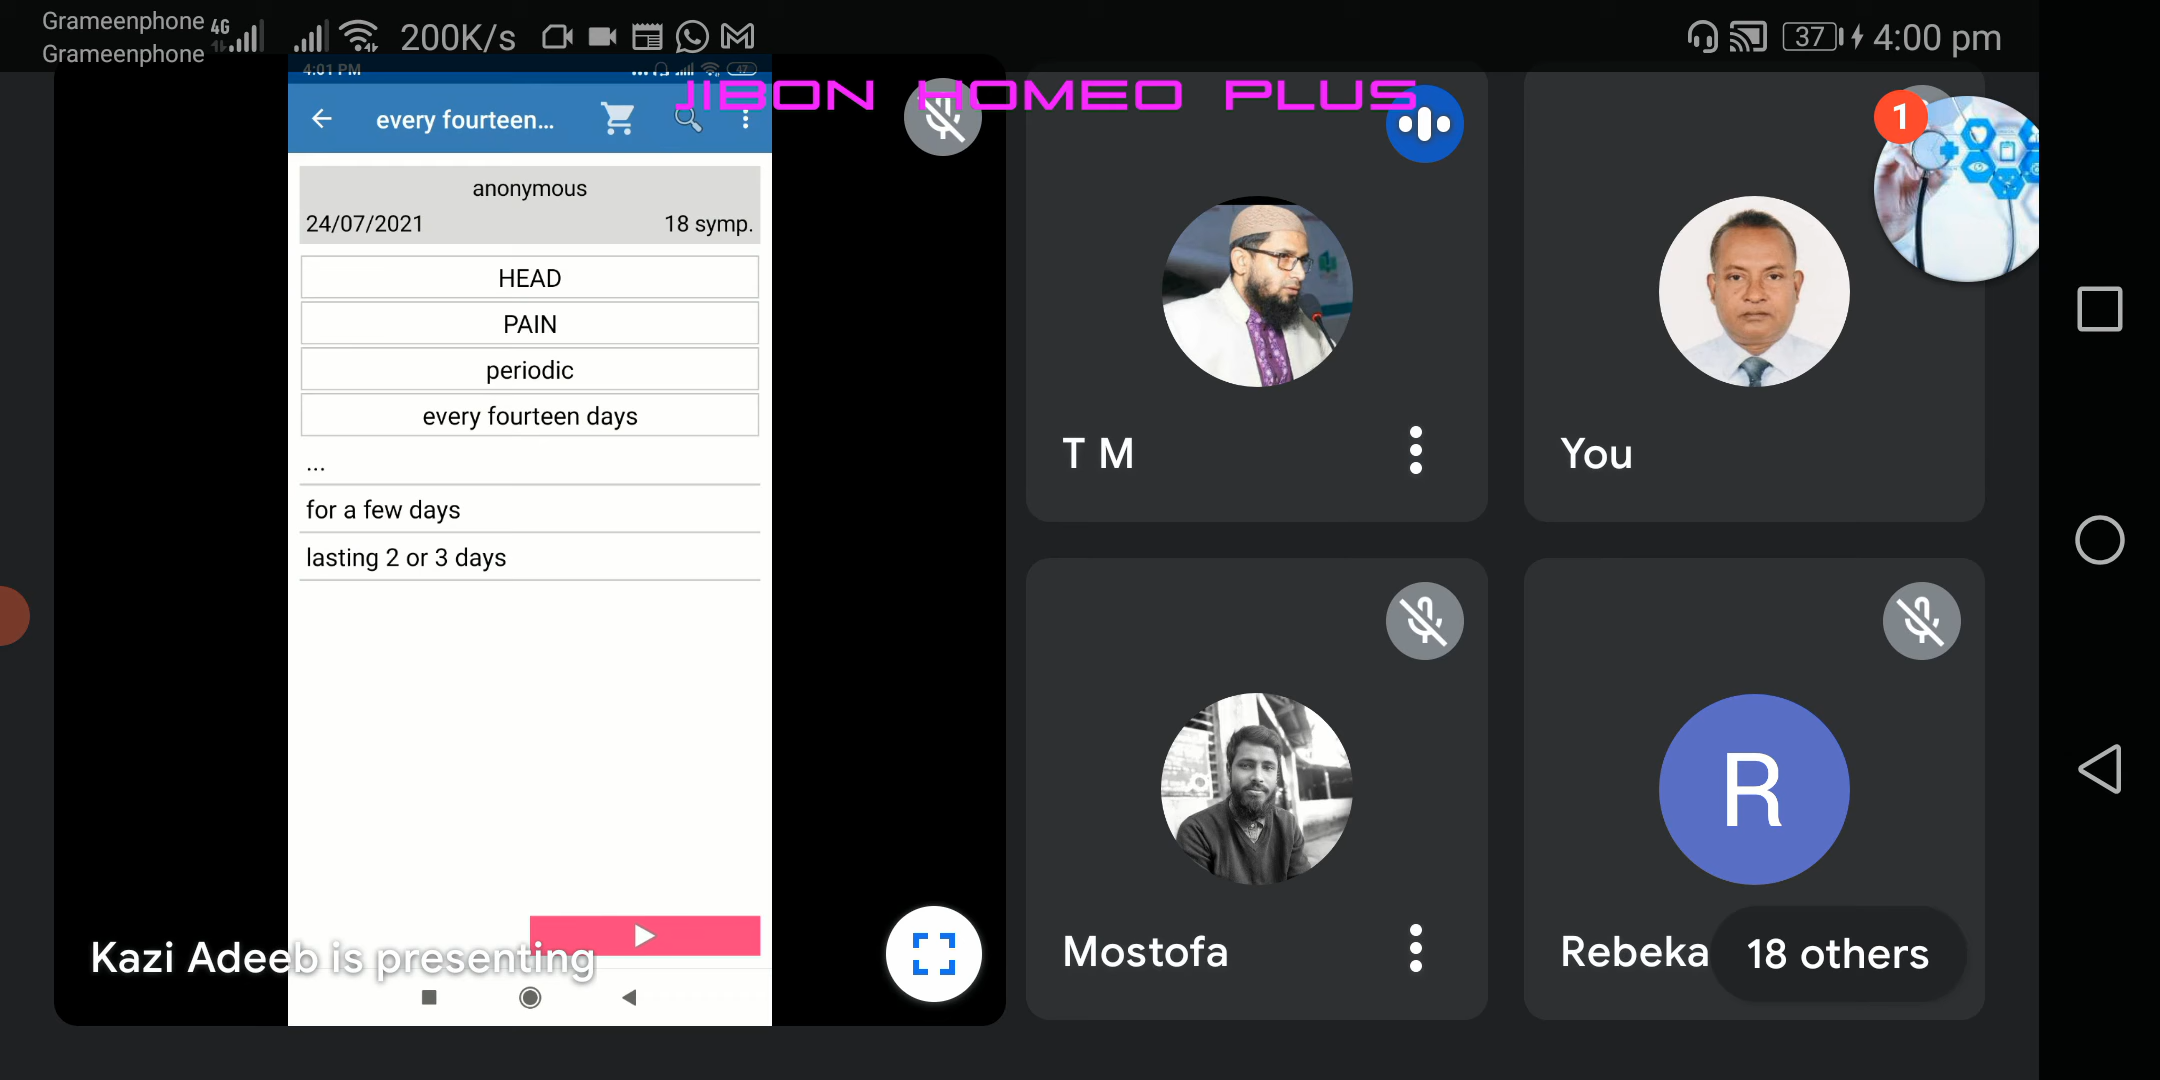 Grameenphone 4G
Grameenphone
200K/s
37
4:00 pm
4:01 PM
47
JIBON HOMEO PLUS
every fourteen...
1
anonymous
24/07/2021 18 symp.
HEAD
PAIN
periodic
every fourteen days
...
for a few days
lasting 2 or 3 days
Kazi Adeeb is presenting
T M
You
Mostofa
R
Rebeka
18 others